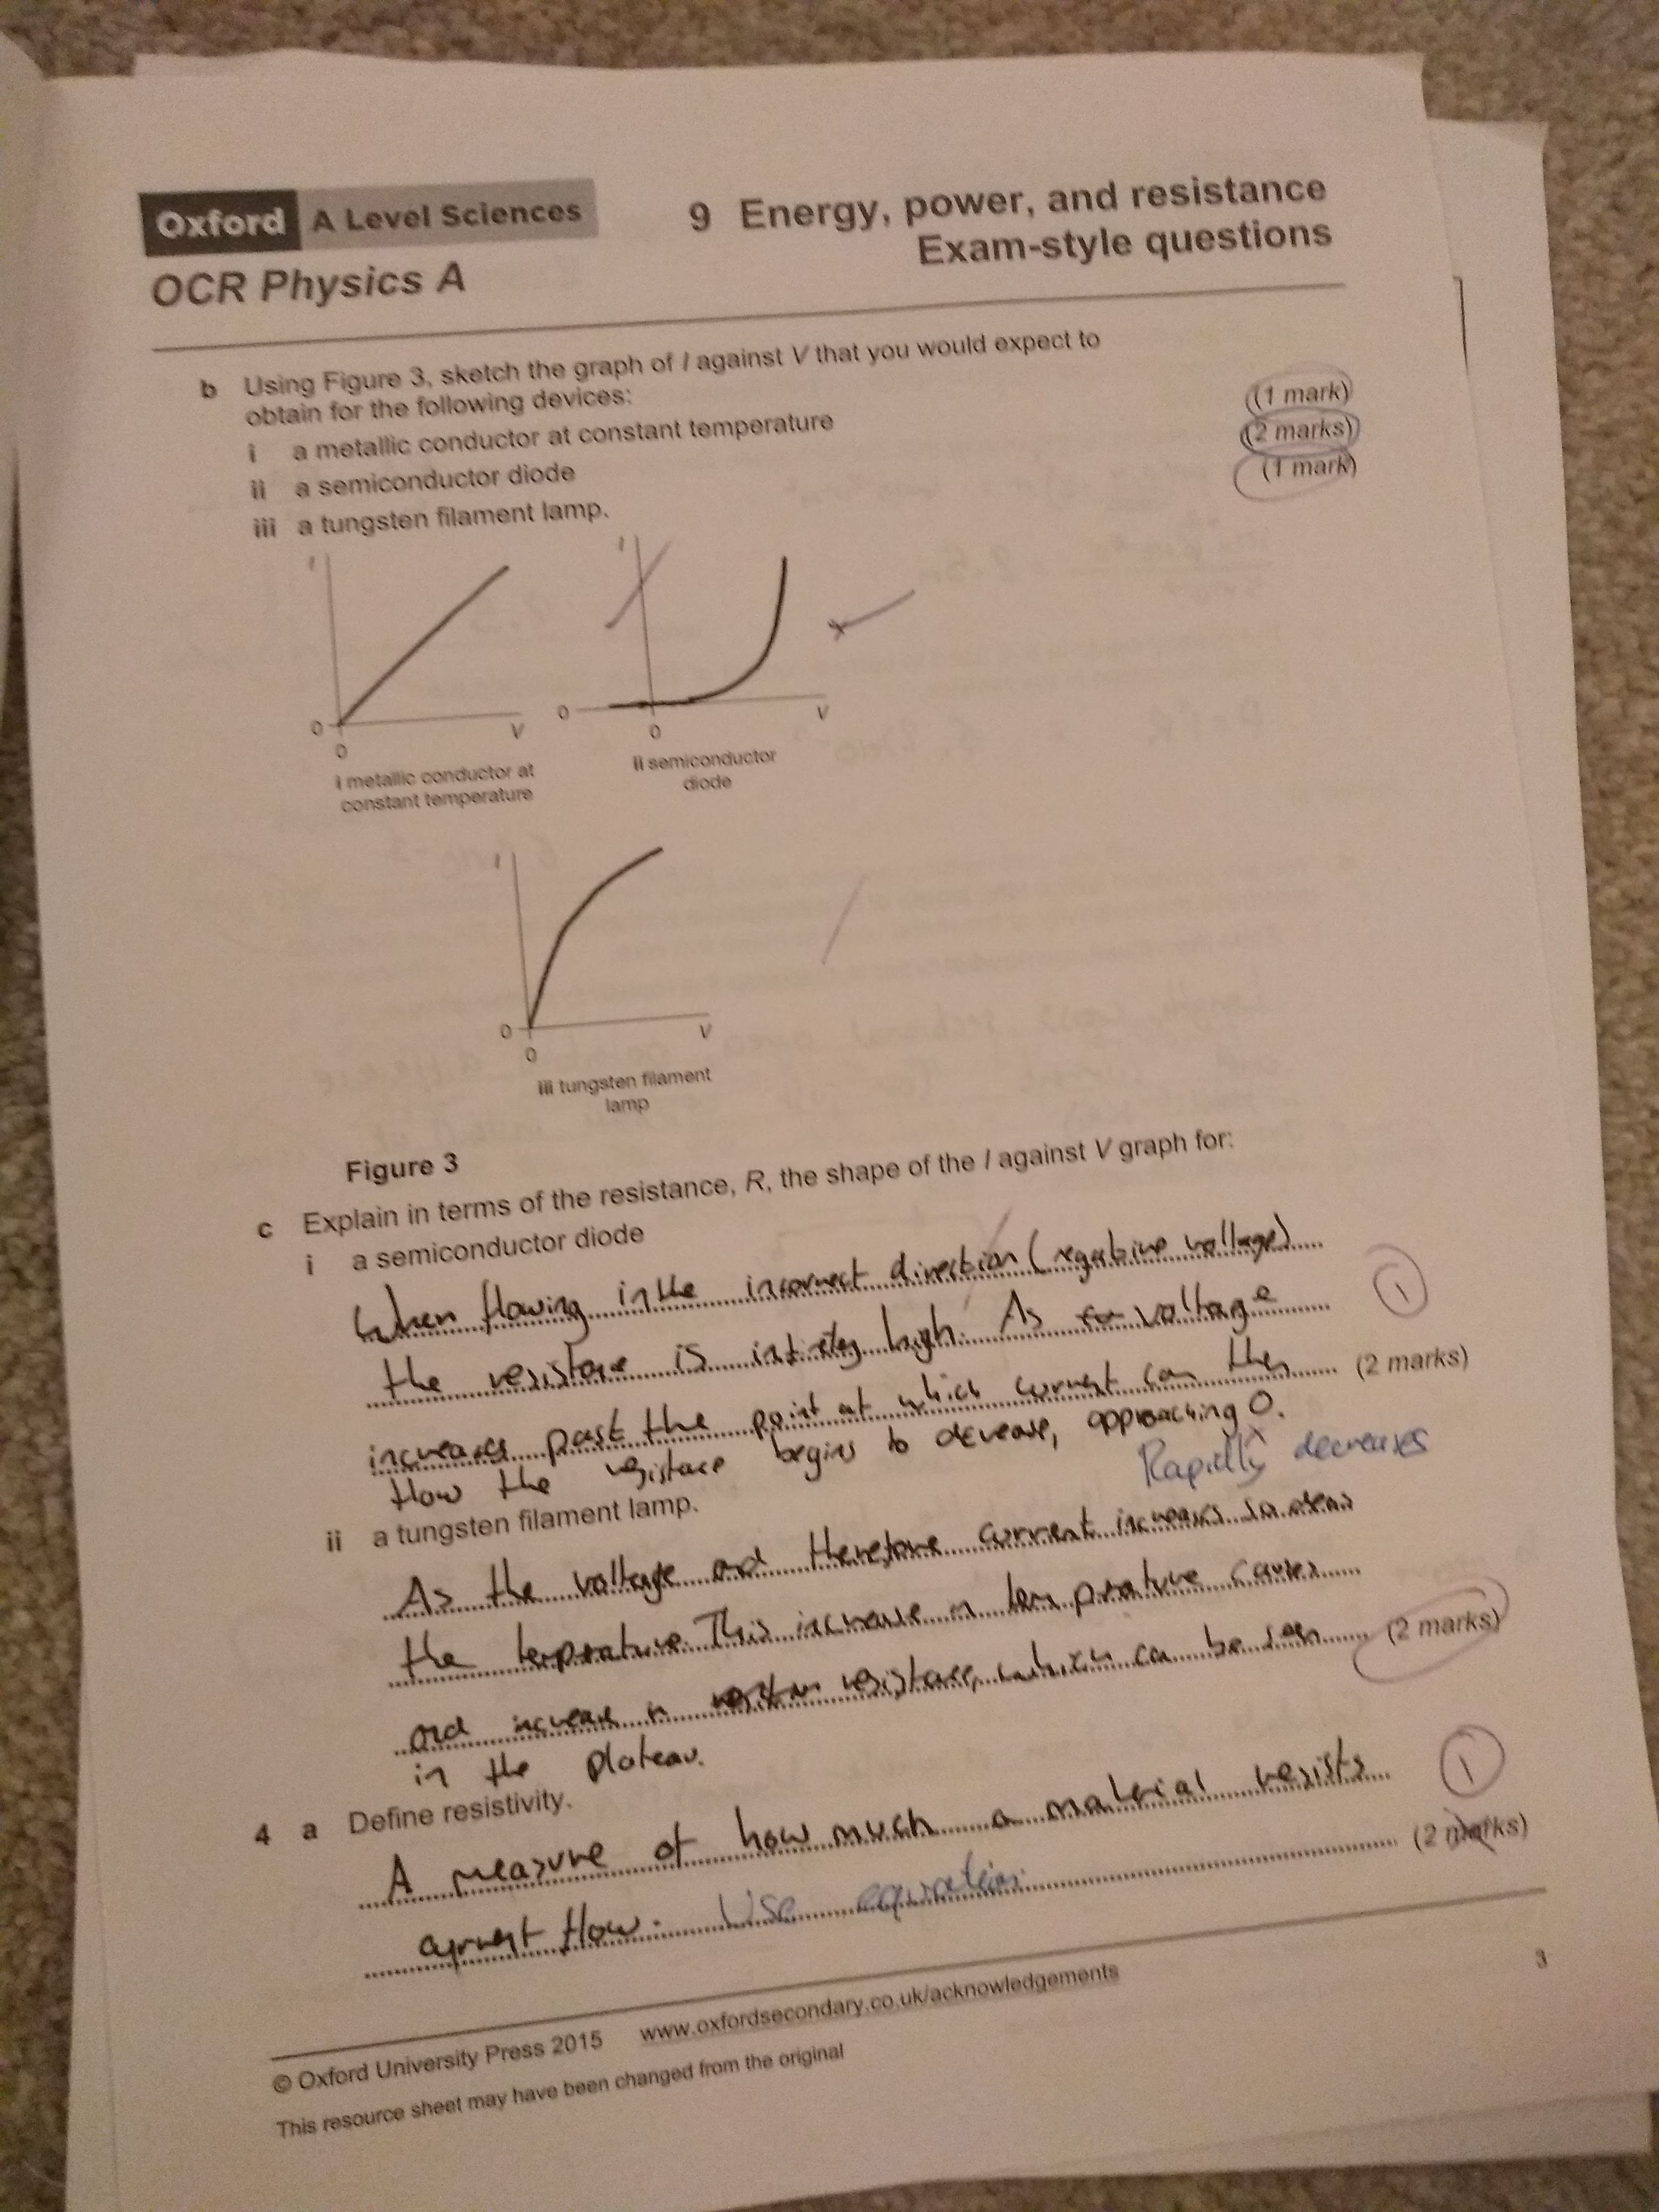 Oxford A Level Sciences
OCR Physics A
9 Energy, power, and resistance
Exam-style questions
b Using Figure 3, sketch the graph of I against V that you would expect to
obtain for the following devices:
i a metallic conductor at constant temperature (1 mark)
ii a semiconductor diode (2 marks)
iii a tungsten filament lamp. (1 mark)
I
0
0
V
i metallic conductor at
constant temperature
I
0
0
V
ii semiconductor
diode
I
0
0
V
iii tungsten filament
lamp
Figure 3
c Explain in terms of the resistance, R, the shape of the I against V graph for:
i a semiconductor diode
When flowing in the incorrect direction (negative voltage)
the resistance is infinitely high. As voltage
1
increases past the point at which current can then (2 marks)
flow the resistance begins to decrease, approaching 0.
Rapidly decreases
ii a tungsten filament lamp.
As the voltage and therefore current increases so does
the temperature. This increase in temperature causes
and increase in resistance, which can be seen (2 marks)
in the plateau.
4 a Define resistivity.
A measure of how much a material resists
1
current flow. Use equation. (2 marks)
3
© Oxford University Press 2015 www.oxfordsecondary.co.uk/acknowledgements
This resource sheet may have been changed from the original